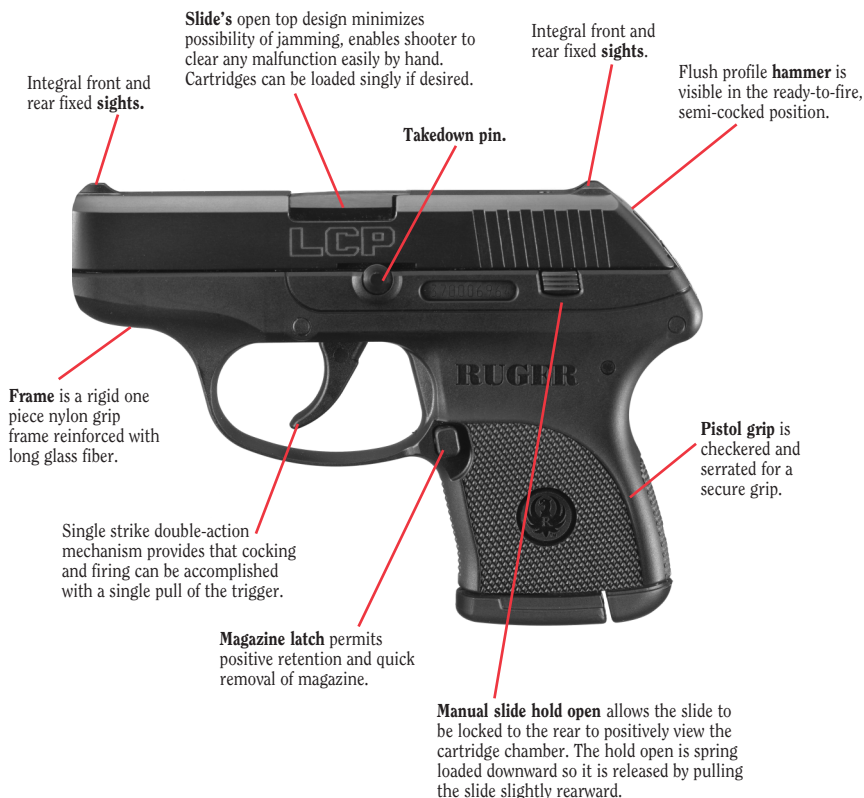 Slide's open top design minimizes
possibility of jamming, enables shooter to
clear any malfunction easily by hand.
Cartridges can be loaded singly if desired.
Integral front and
rear fixed sights.
Integral front and
rear fixed sights.
Flush profile hammer is
visible in the ready-to-fire,
semi-cocked position.
Takedown pin.
LCP
RUGER
Frame is a rigid one
piece nylon grip
frame reinforced with
long glass fiber.
Pistol grip is
checkered and
serrated for a
secure grip.
Single strike double-action
mechanism provides that cocking
and firing can be accomplished
with a single pull of the trigger.
Magazine latch permits
positive retention and quick
removal of magazine.
Manual slide hold open allows the slide to
be locked to the rear to positively view the
cartridge chamber. The hold open is spring
loaded downward so it is released by pulling
the slide slightly rearward.